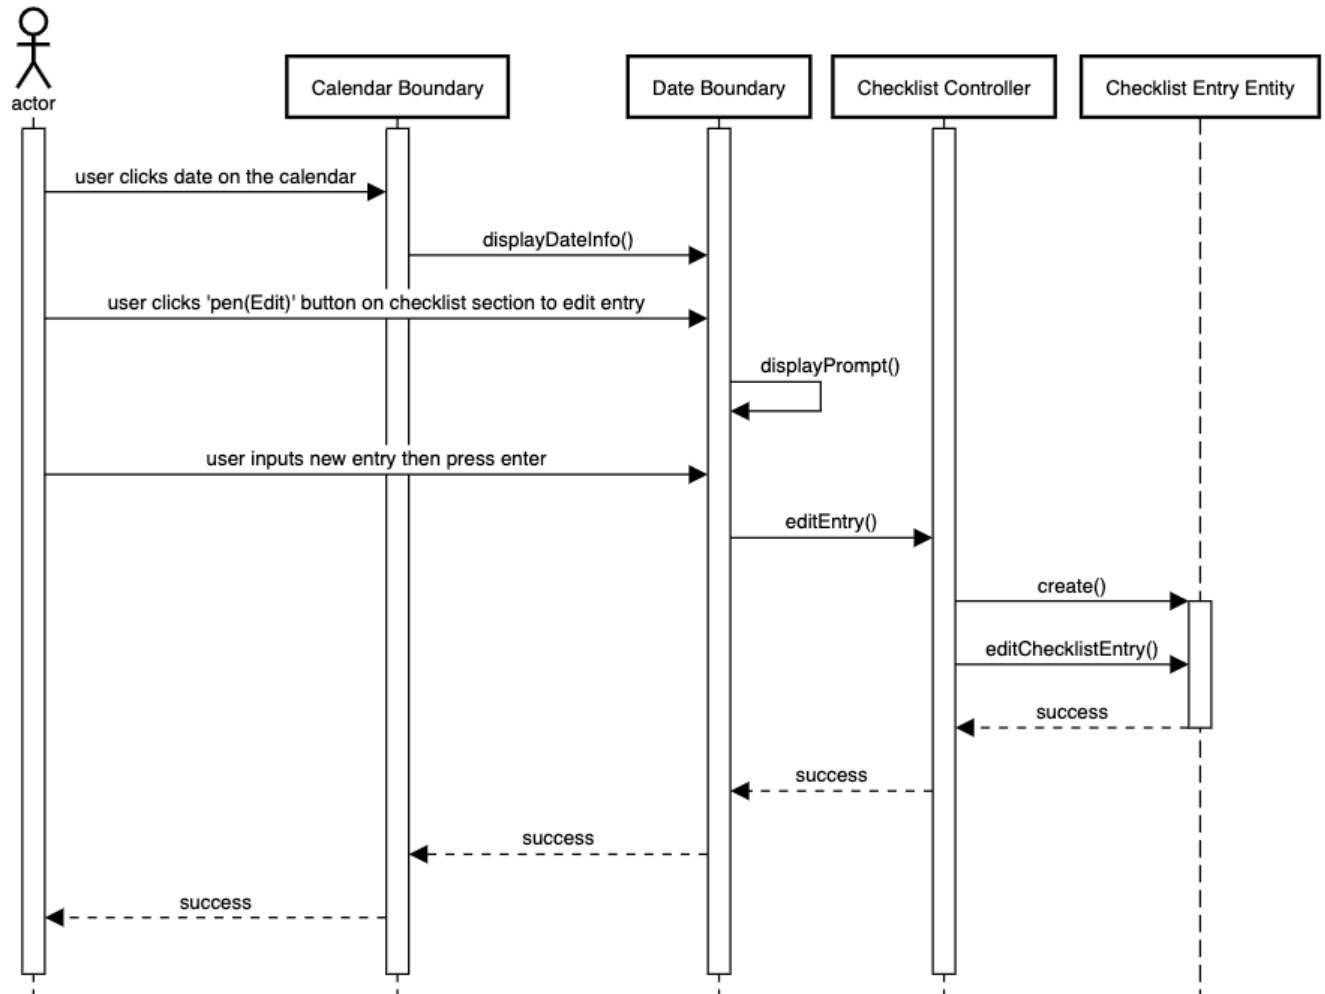 actor
Calendar Boundary
Date Boundary
Checklist Controller
Checklist Entry Entity
user clicks date on the calendar
displayDateInfo()
user clicks 'pen(Edit)' button on checklist section to edit entry
displayPrompt()
user inputs new entry then press enter
editEntry()
create()
editChecklistEntry()
success
success
success
success